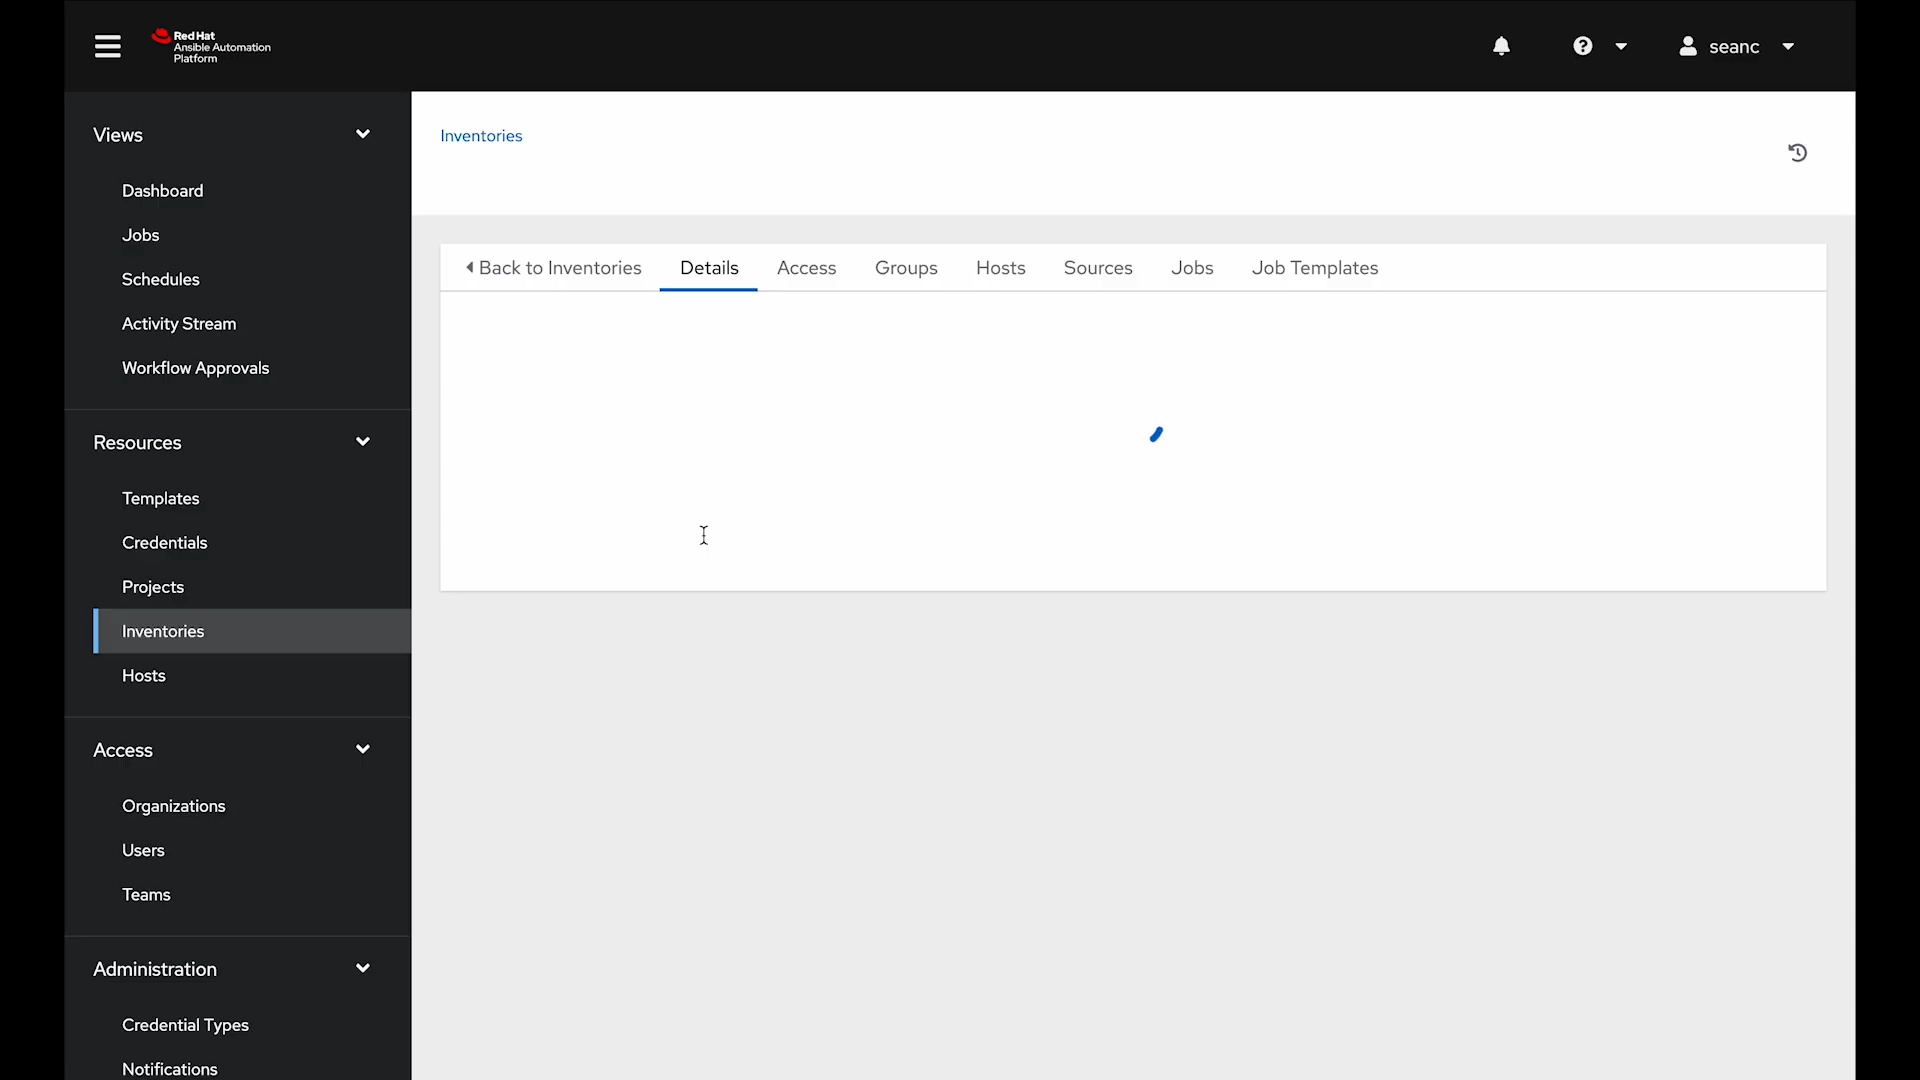 Red Hat
Ansible Automation
Platform
seanc
Views
Dashboard
Jobs
Schedules
Activity Stream
Workflow Approvals
Resources
Templates
Credentials
Projects
Inventories
Hosts
Access
Organizations
Users
Teams
Administration
Credential Types
Notifications
Inventories
Back to Inventories Details Access Groups Hosts Sources Jobs Job Templates